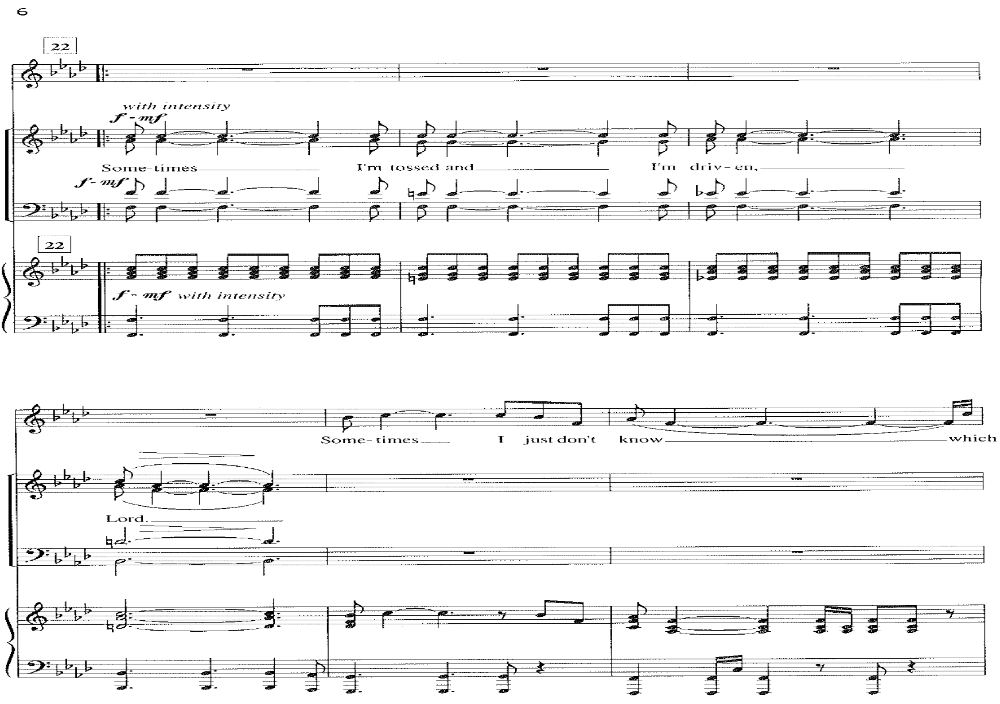 6
22
with intensity
f - mf
Some-times I'm tossed and I'm driv-en,
f - mf
22
f - mf with intensity
Some-times I just don't know which
Lord.